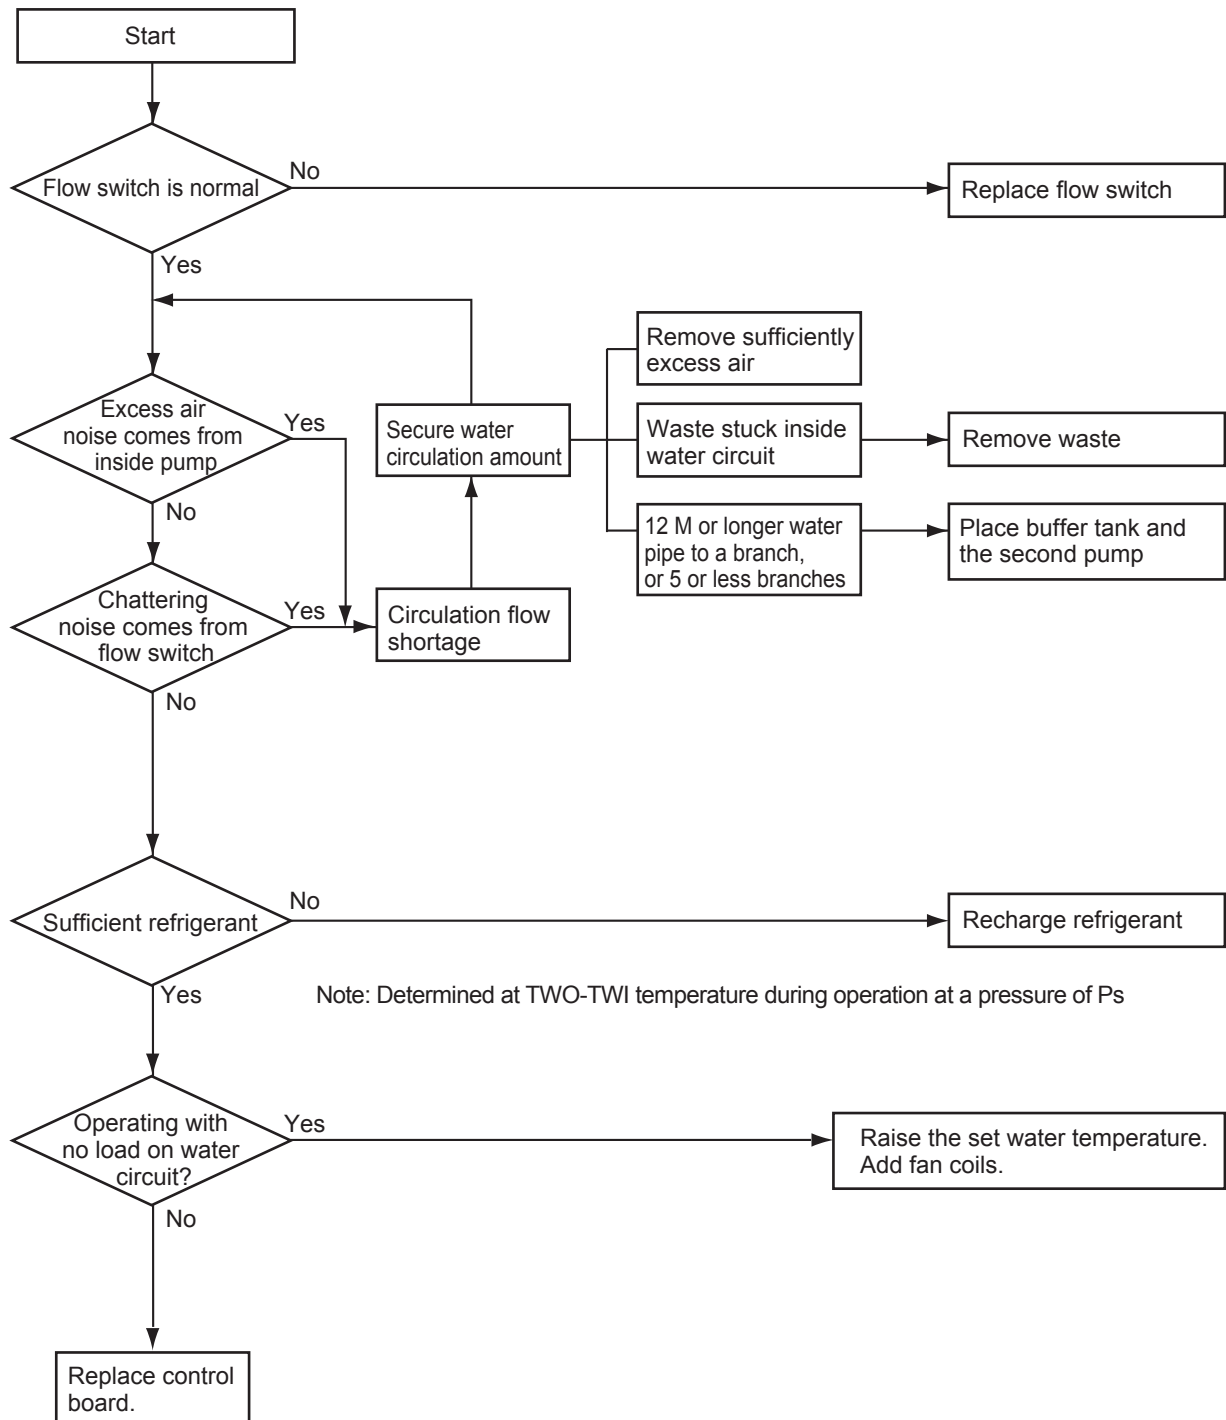 Start
Flow switch is normal
No
Replace flow switch
Yes
Excess air
noise comes from
inside pump
Yes
No
Secure water
circulation amount
Remove sufficiently
excess air
Waste stuck inside
water circuit
Remove waste
12 M or longer water
pipe to a branch,
or 5 or less branches
Place buffer tank and
the second pump
Chattering
noise comes from
flow switch
Yes
No
Circulation flow
shortage
Sufficient refrigerant
No
Recharge refrigerant
Yes
Note: Determined at TWO-TWI temperature during operation at a pressure of Ps
Operating with
no load on water
circuit?
Yes
Raise the set water temperature.
Add fan coils.
No
Replace control
board.